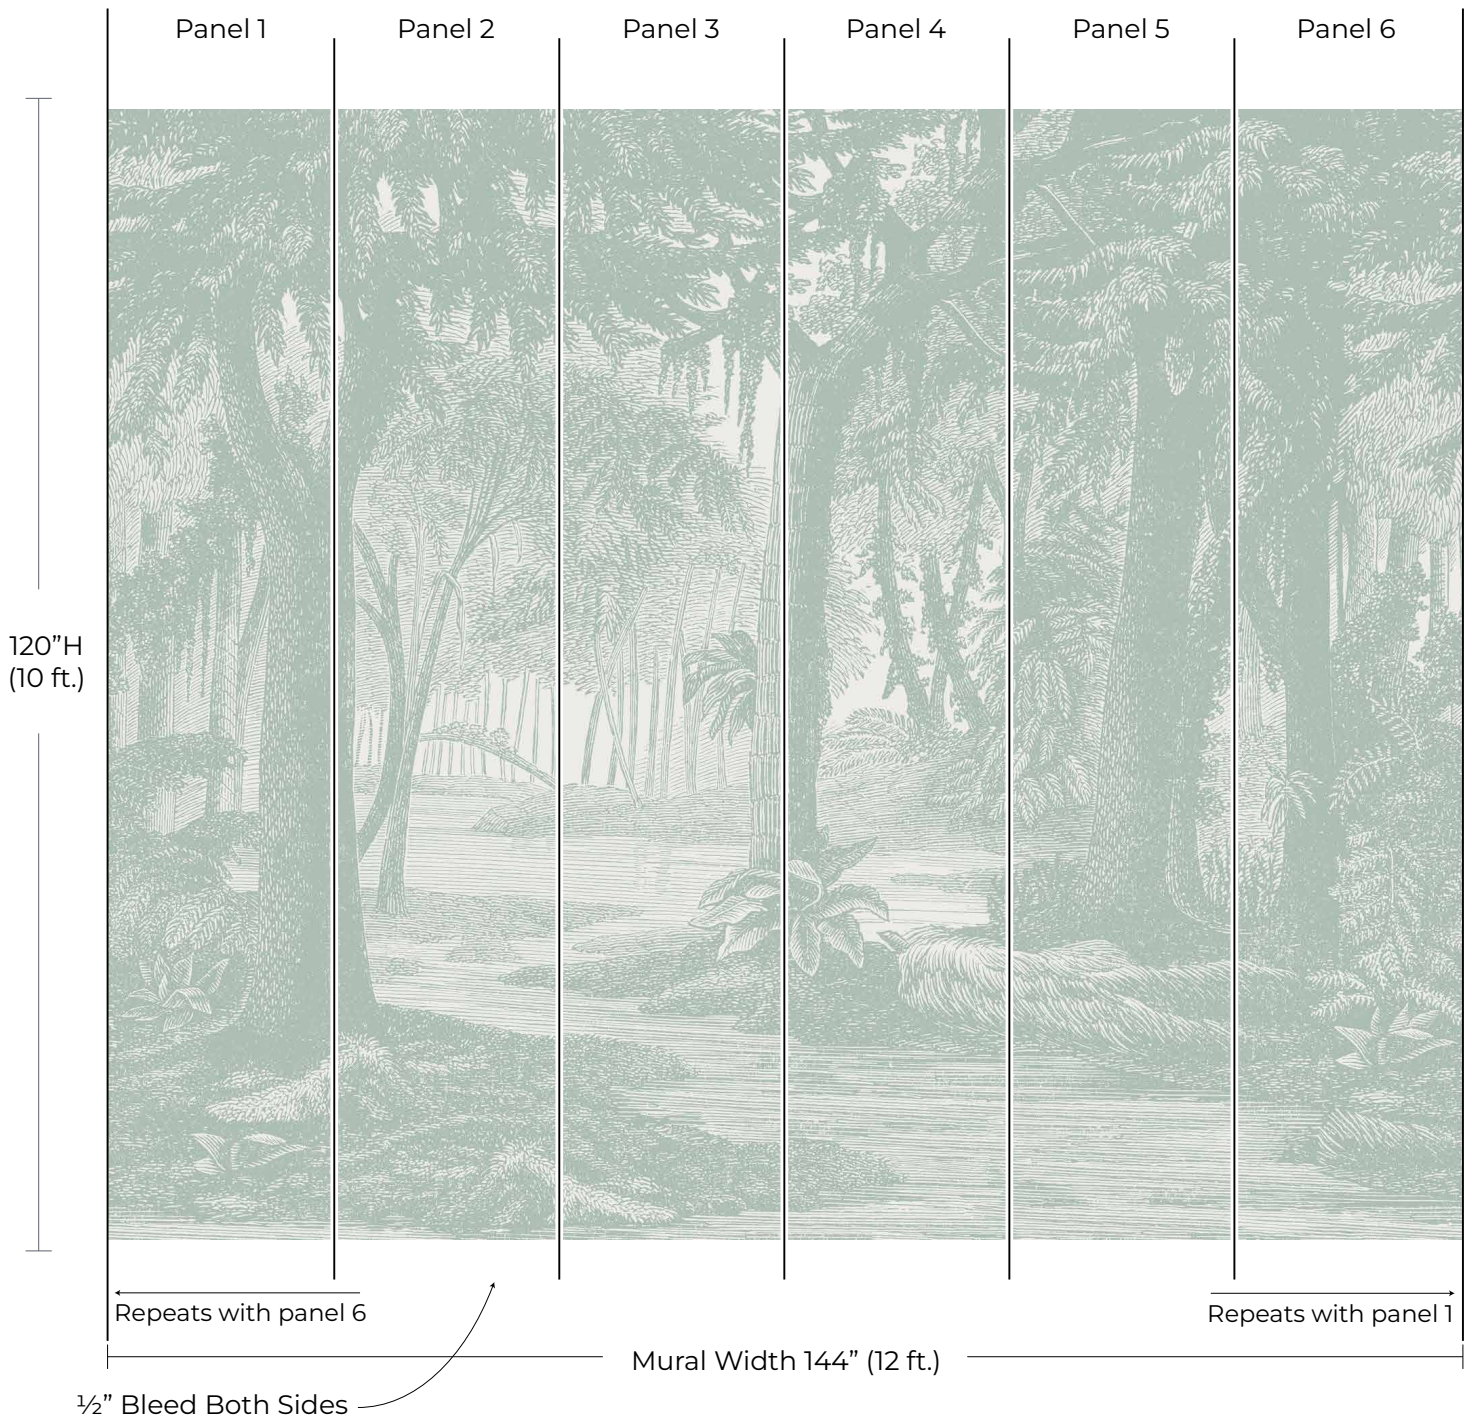 Panel 1
Panel 2
Panel 3
Panel 4
Panel 5
Panel 6
120”H
(10 ft.)
Repeats with panel 6
Repeats with panel 1
Mural Width 144” (12 ft.)
½” Bleed Both Sides